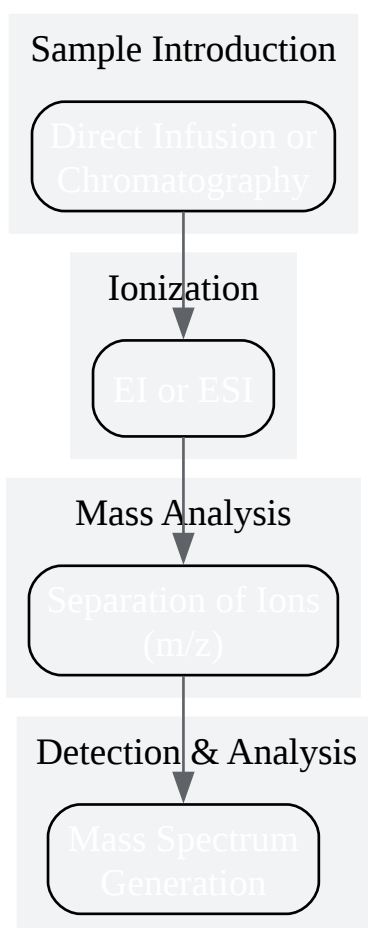 Sample Introduction
Direct Infusion or
Chromatography
Ionization
EI or ESI
Mass Analysis
Separation of Ions
(m/z)
Detection & Analysis
Mass Spectrum
Generation